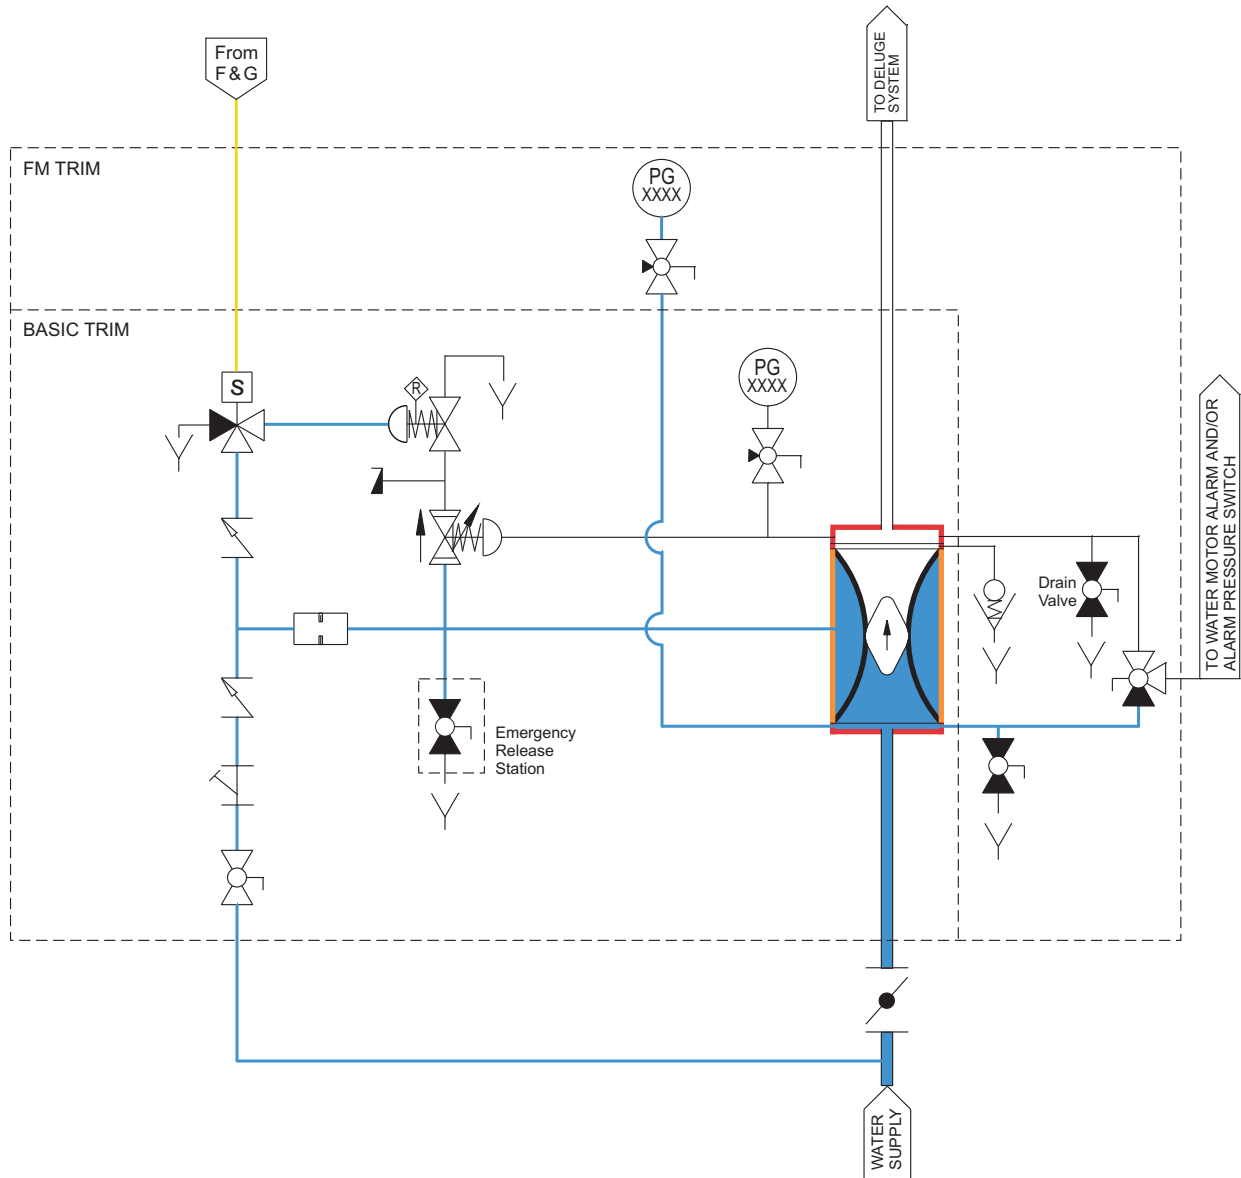 From
F & G
TO DELUGE
SYSTEM
FM TRIM
PG
XXXX
BASIC TRIM
PG
XXXX
S
R
Drain
Valve
TO WATER MOTOR ALARM AND/OR
ALARM PRESSURE SWITCH
Emergency
Release
Station
WATER
SUPPLY